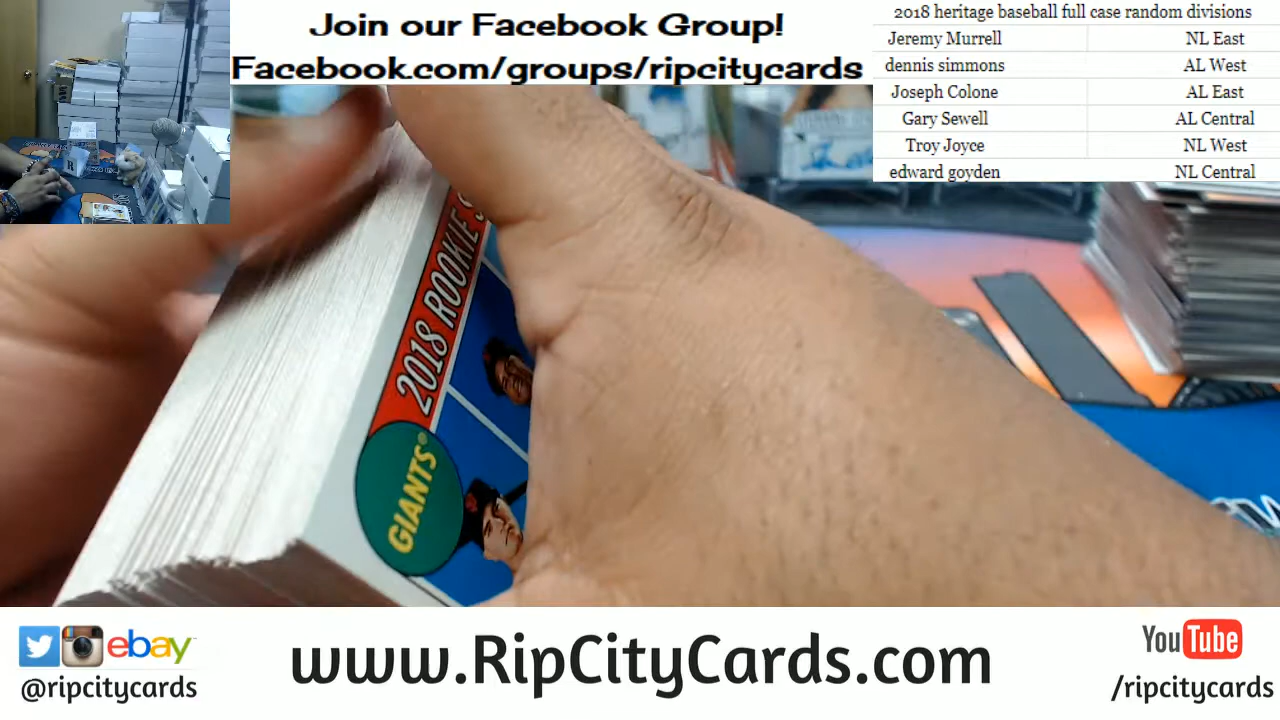 Join our Facebook Group!
Facebook.com/groups/ripcitycards
2018 heritage baseball full case random divisions
Jeremy Murrell NL East
dennis simmons AL West
Joseph Colone AL East
Gary Sewell AL Central
Troy Joyce NL West
edward goyden NL Central
2018 ROOKIE
GIANTS
ebay
@ripcitycards
www.RipCityCards.com
YouTube
/ripcitycards